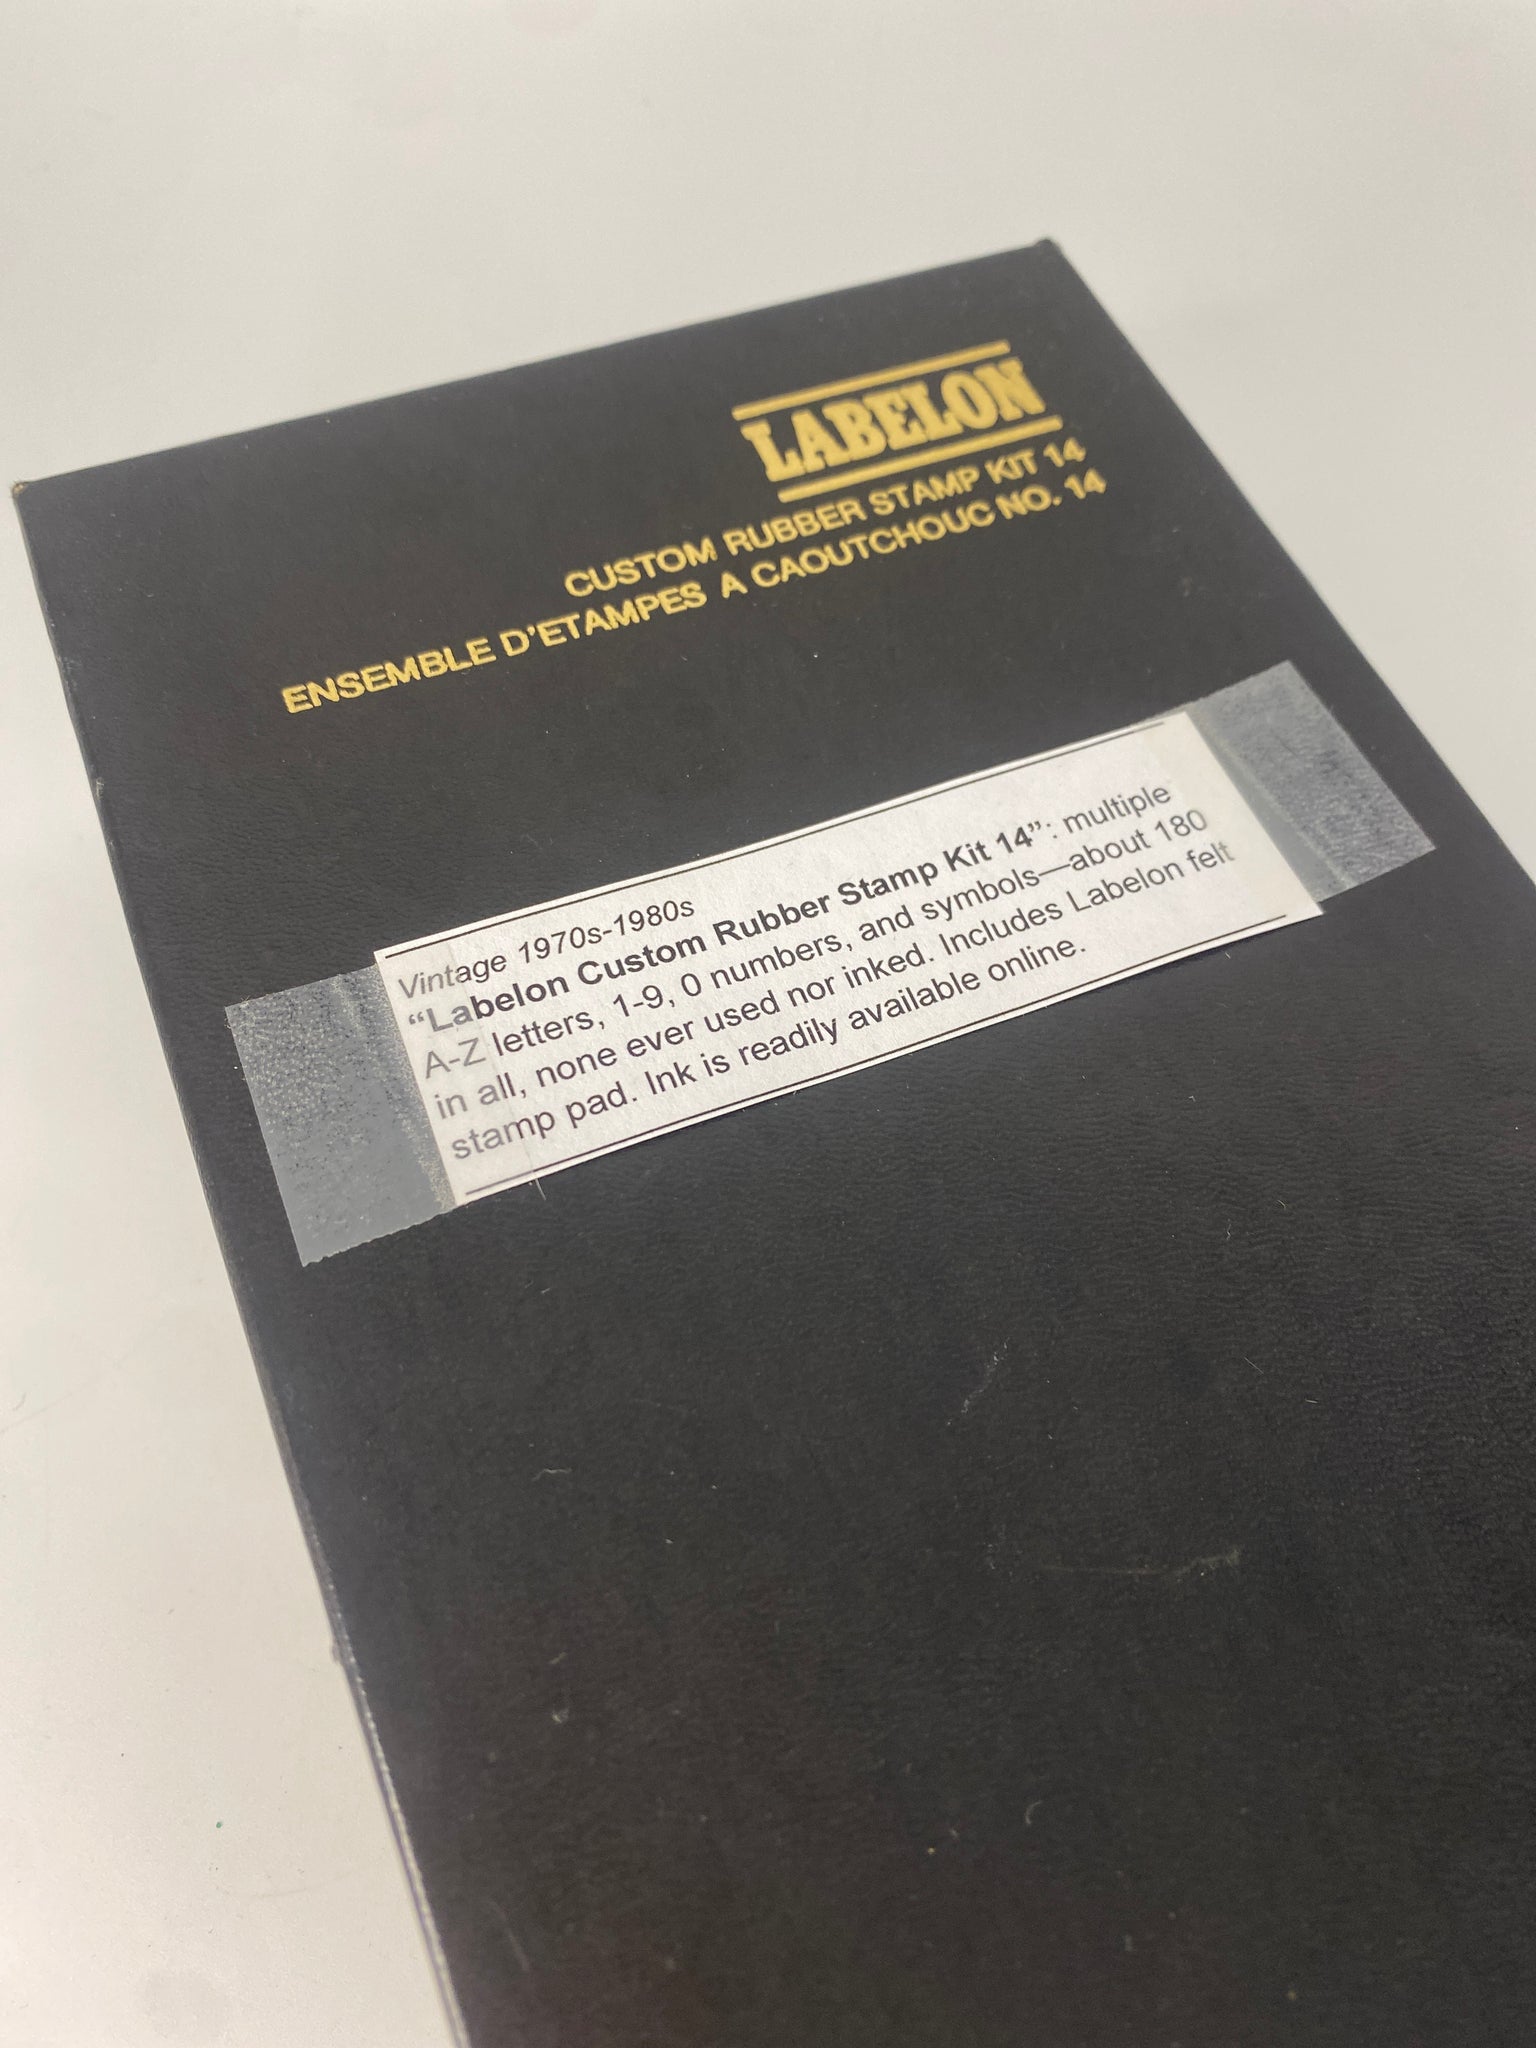 LABELON
CUSTOM RUBBER STAMP KIT 14
ENSEMBLE D'ETAMPES A CAOUTCHOUC NO. 14
Vintage 1970s-1980s
“Labelon Custom Rubber Stamp Kit 14”: multiple
A-Z letters, 1-9, 0 numbers, and symbols—about 180
in all, none ever used nor inked. Includes Labelon felt
stamp pad. Ink is readily available online.